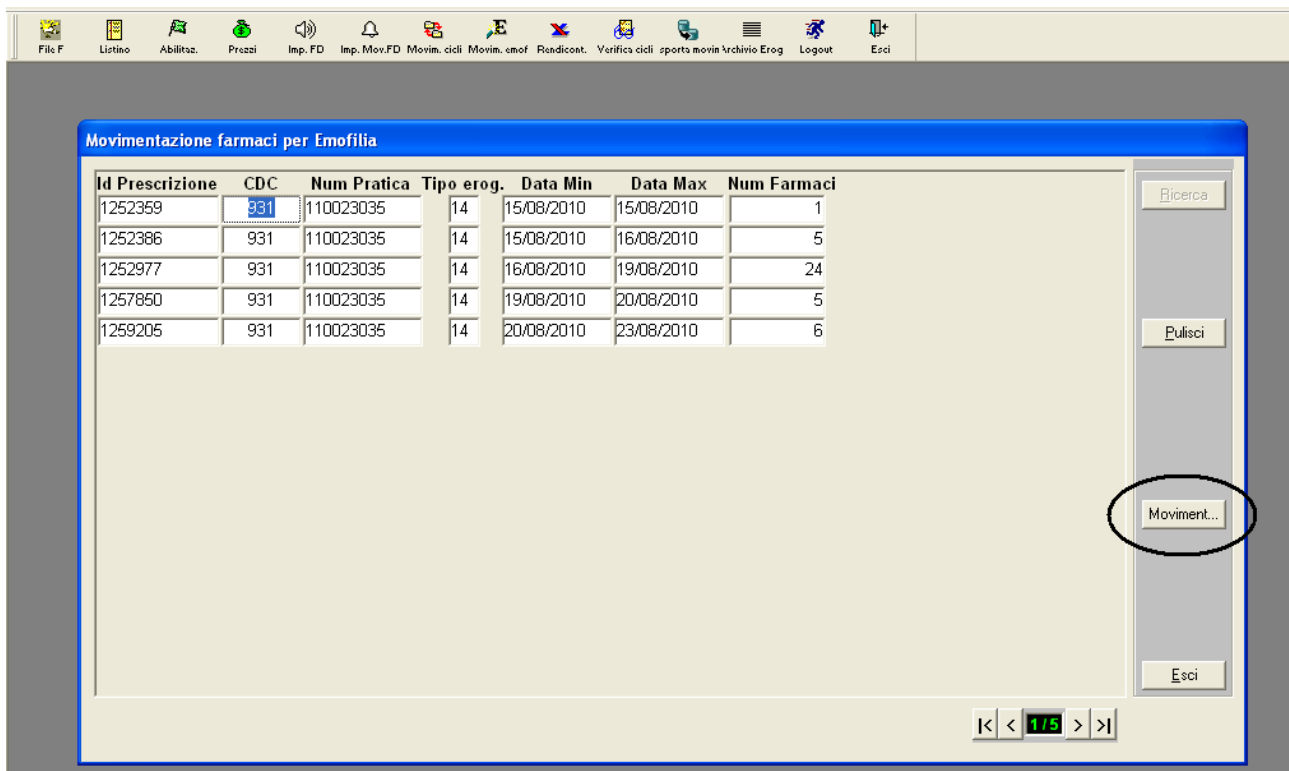 File F Listino Abilitaz. Prezzi Imp. FD Imp. Mov.FD Movim. cicli Movim. emof Rendicont. Verifica cicli sporta movin Archivio Erog Logout Esci
Movimentazione farmaci per Emofilia
Id Prescrizione CDC Num Pratica Tipo erog. Data Min Data Max Num Farmaci
1252359 931 110023035 14 15/08/2010 15/08/2010 1
Ricerca
1252386 931 110023035 14 15/08/2010 16/08/2010 5
1252977 931 110023035 14 16/08/2010 19/08/2010 24
1257850 931 110023035 14 19/08/2010 20/08/2010 5
1259205 931 110023035 14 20/08/2010 23/08/2010 6
Pulisci
Moviment...
Esci
1/5